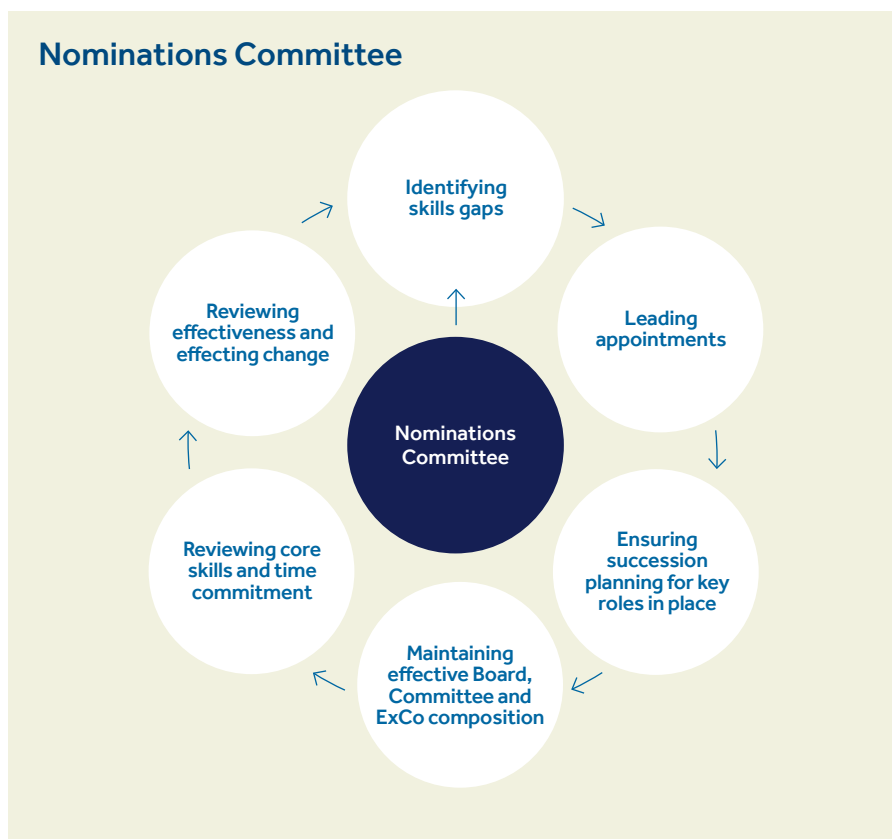 Nominations Committee
Identifying
skills gaps
Leading
appointments
Ensuring
succession
planning for key
roles in place
Maintaining
effective Board,
Committee and
ExCo composition
Reviewing core
skills and time
commitment
Reviewing
effectiveness and
effecting change
Nominations
Committee